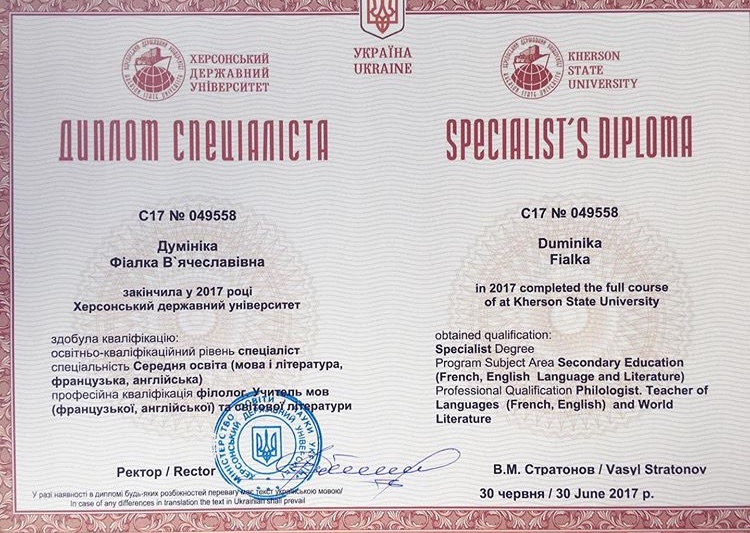 УКРАЇНА
UKRAINE
ХЕРСОНСЬКИЙ
ДЕРЖАВНИЙ
УНІВЕРСИТЕТ
ДИПЛОМ СПЕЦІАЛІСТА
С17 № 049558
Думініка
Фіалка В`ячеславівна
закінчила у 2017 році
Херсонський державний університет
здобула кваліфікацію:
освітньо-кваліфікаційний рівень спеціаліст
спеціальність Середня освіта (мова і література,
французька, англійська)
професійна кваліфікація філолог. Учитель мов
(французької, англійської) та світової літератури
KHERSON
STATE
UNIVERSITY
SPECIALIST'S DIPLOMA
C17 № 049558
Duminika
Fialka
in 2017 completed the full course
of at Kherson State University
obtained qualification:
Specialist Degree
Program Subject Area Secondary Education
(French, English Language and Literature)
Professional Qualification Philologist. Teacher of
Languages (French, English) and World
Literature
Ректор / Rector
В.М. Стратонов / Vasyl Stratonov
30 червня / 30 June 2017 р.
У разі наявності в дипломі будь-яких розбіжностей перевагу має текст українською мовою/
In case of any differences in translation the text in Ukrainian shall prevail